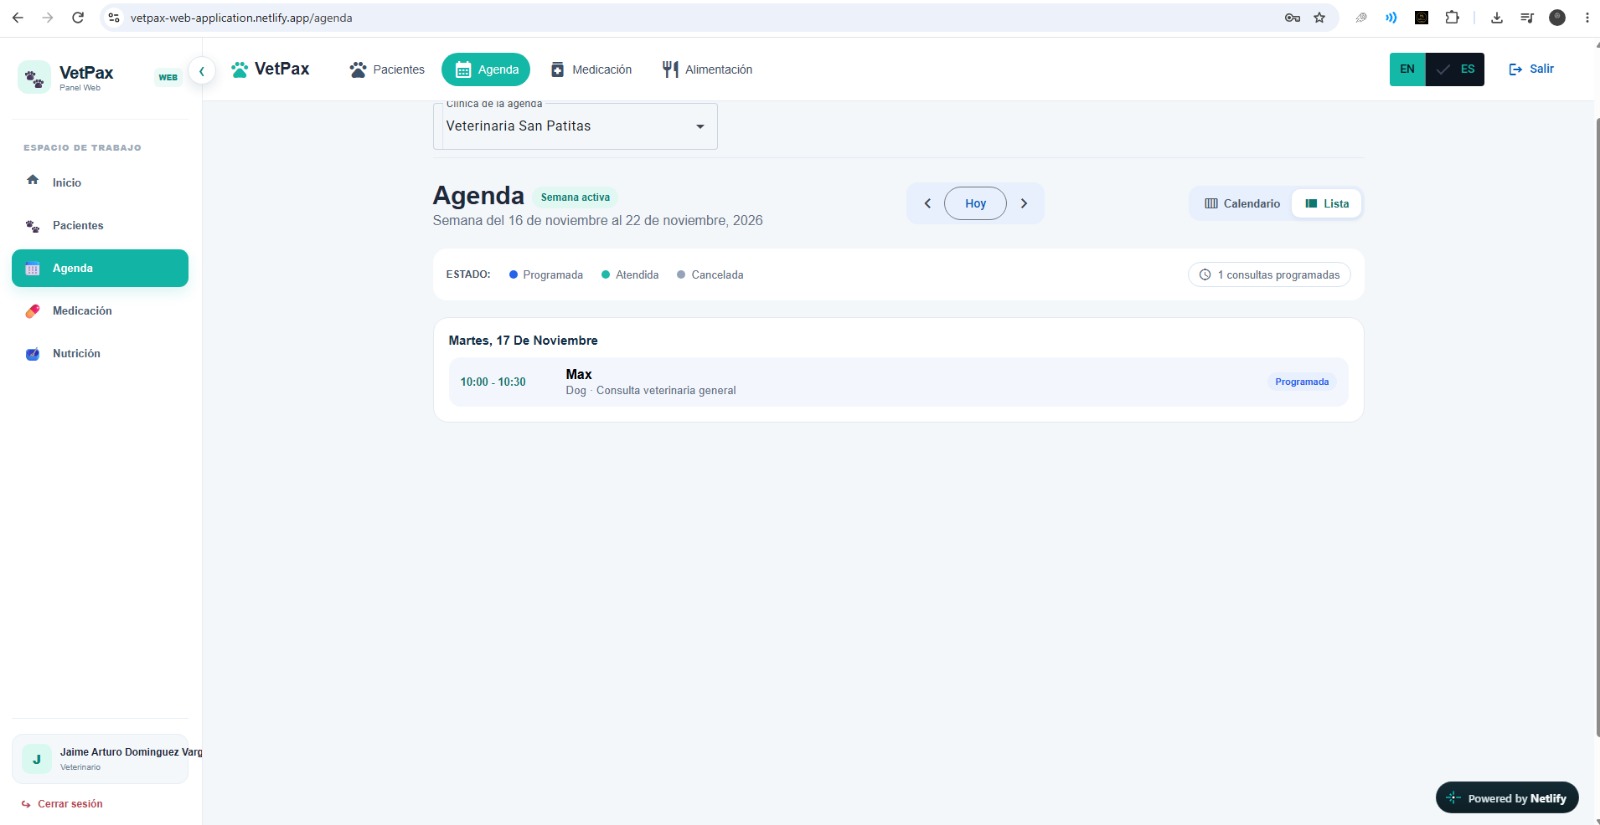 vetpax-web-application.netlify.app/agenda
VetPax
Panel Web
WEB
VetPax
Pacientes
Agenda
Medicación
Alimentación
EN
ES
Salir
ESPACIO DE TRABAJO
Inicio
Pacientes
Agenda
Medicación
Nutrición
Clínica de la agenda
Veterinaria San Patitas
Agenda
Semana activa
Semana del 16 de noviembre al 22 de noviembre, 2026
Hoy
Calendario
Lista
ESTADO:
Programada
Atendida
Cancelada
1 consultas programadas
Martes, 17 De Noviembre
10:00 - 10:30
Max
Dog · Consulta veterinaria general
Programada
J
Jaime Arturo Dominguez Varg
Veterinario
Cerrar sesión
Powered by Netlify